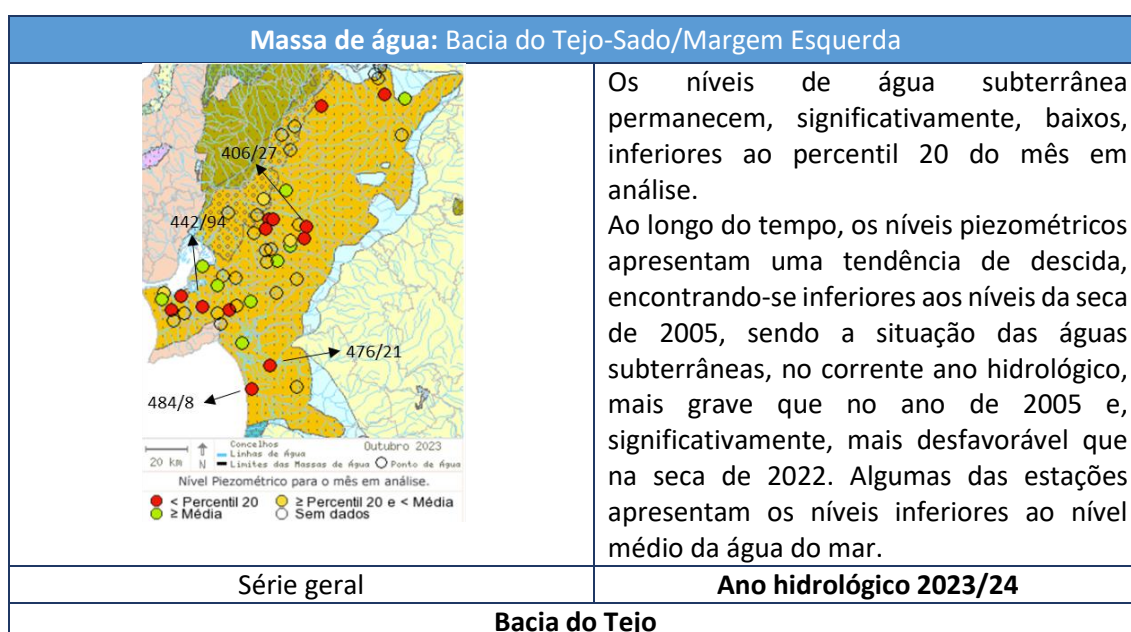 Massa de água: Bacia do Tejo-Sado/Margem Esquerda
406/27
442/94
476/21
484/8
Concelhos
Outubro 2023
Linhas de Água
20 km N Limites das Massas de Água Ponto de Água
Nível Piezométrico para o mês em análise.
< Percentil 20 ≥ Percentil 20 e < Média
≥ Média Sem dados
Os níveis de água subterrânea
permanecem, significativamente, baixos,
inferiores ao percentil 20 do mês em
análise.
Ao longo do tempo, os níveis piezométricos
apresentam uma tendência de descida,
encontrando-se inferiores aos níveis da seca
de 2005, sendo a situação das águas
subterrâneas, no corrente ano hidrológico,
mais grave que no ano de 2005 e,
significativamente, mais desfavorável que
na seca de 2022. Algumas das estações
apresentam os níveis inferiores ao nível
médio da água do mar.
Série geral
Ano hidrológico 2023/24
Bacia do Tejo